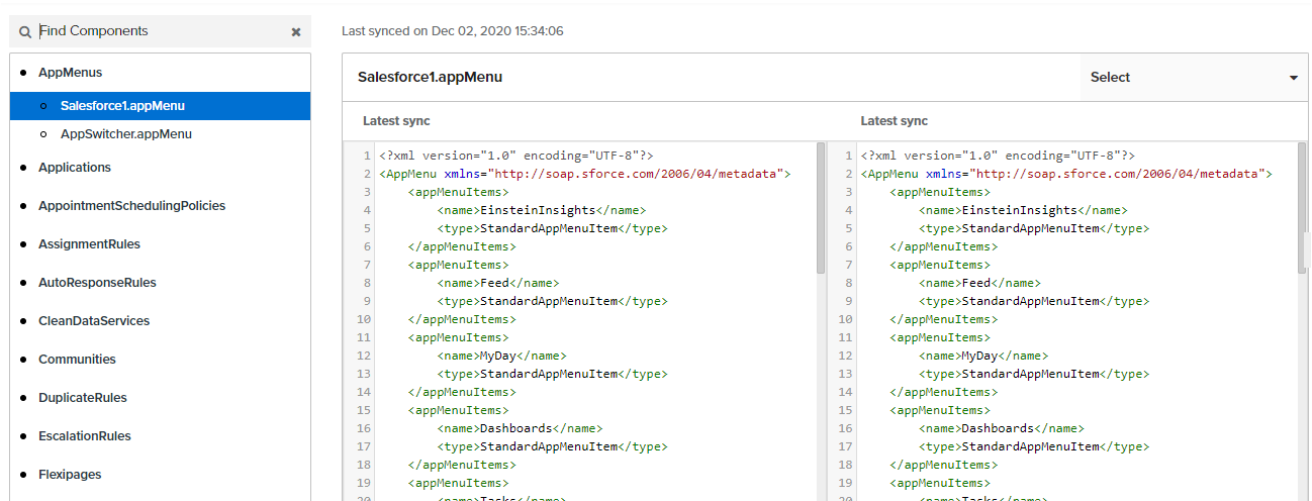 Find Components
Last synced on Dec 02, 2020 15:34:06
AppMenus
Salesforce1.appMenu
AppSwitcher.appMenu
Applications
AppointmentSchedulingPolicies
AssignmentRules
AutoResponseRules
CleanDataServices
Communities
DuplicateRules
EscalationRules
Flexipages
Salesforce1.appMenu
Select
Latest sync
1 <?xml version="1.0" encoding="UTF-8"?>
2 <AppMenu xmlns="http://soap.sforce.com/2006/04/metadata">
3 <appMenuItems>
4 <name>EinsteinInsights</name>
5 <type>StandardAppMenuItem</type>
6 </appMenuItems>
7 <appMenuItems>
8 <name>Feed</name>
9 <type>StandardAppMenuItem</type>
10 </appMenuItems>
11 <appMenuItems>
12 <name>MyDay</name>
13 <type>StandardAppMenuItem</type>
14 </appMenuItems>
15 <appMenuItems>
16 <name>Dashboards</name>
17 <type>StandardAppMenuItem</type>
18 </appMenuItems>
19 <appMenuItems>
20 <name>Tasks</name>
Latest sync
1 <?xml version="1.0" encoding="UTF-8"?>
2 <AppMenu xmlns="http://soap.sforce.com/2006/04/metadata">
3 <appMenuItems>
4 <name>EinsteinInsights</name>
5 <type>StandardAppMenuItem</type>
6 </appMenuItems>
7 <appMenuItems>
8 <name>Feed</name>
9 <type>StandardAppMenuItem</type>
10 </appMenuItems>
11 <appMenuItems>
12 <name>MyDay</name>
13 <type>StandardAppMenuItem</type>
14 </appMenuItems>
15 <appMenuItems>
16 <name>Dashboards</name>
17 <type>StandardAppMenuItem</type>
18 </appMenuItems>
19 <appMenuItems>
20 <name>Tasks</name>